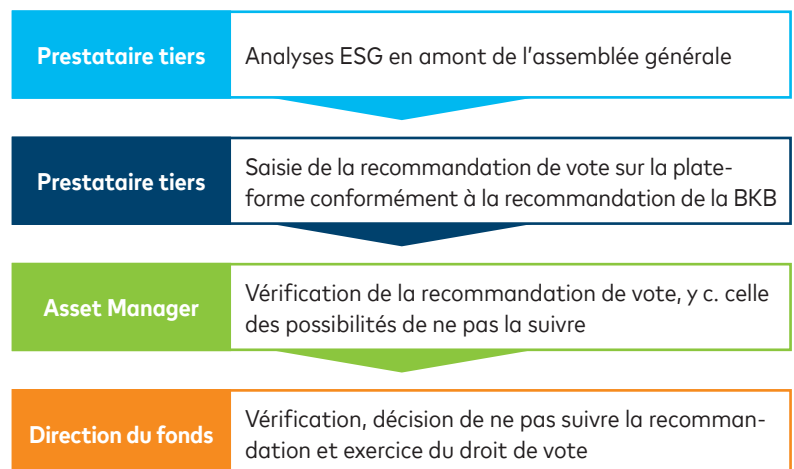 Prestataire tiers
Analyses ESG en amont de l’assemblée générale
Prestataire tiers
Saisie de la recommandation de vote sur la plate-
forme conformément à la recommandation de la BKB
Asset Manager
Vérification de la recommandation de vote, y c. celle
des possibilités de ne pas la suivre
Direction du fonds
Vérification, décision de ne pas suivre la recomman-
dation et exercice du droit de vote